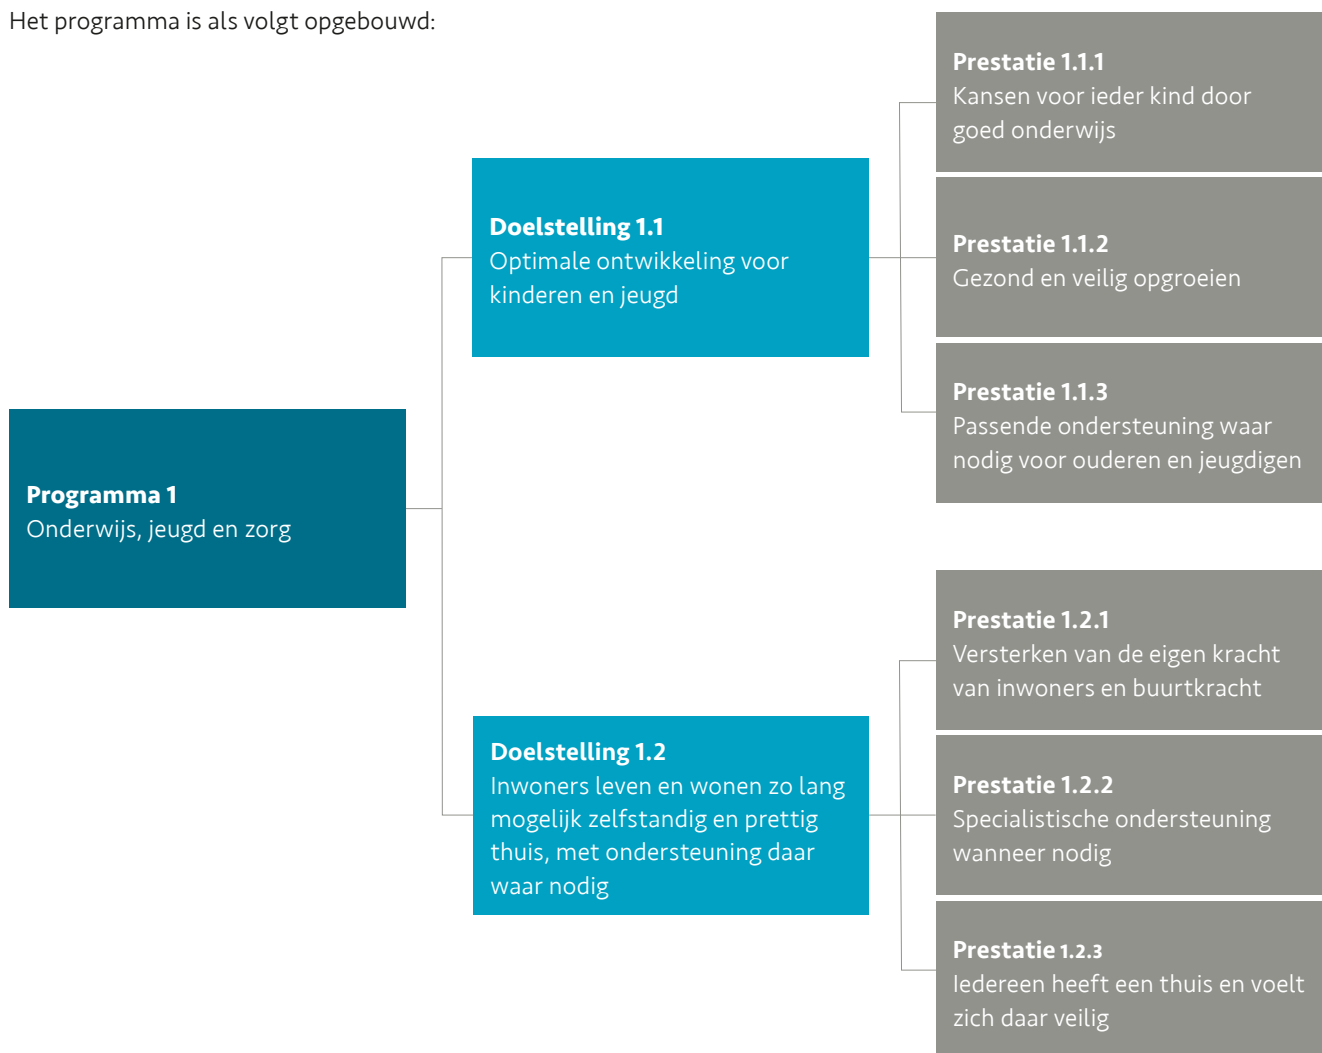 Het programma is als volgt opgebouwd:
Programma 1
Onderwijs, jeugd en zorg
Doelstelling 1.1
Optimale ontwikkeling voor
kinderen en jeugd
Prestatie 1.1.1
Kansen voor ieder kind door
goed onderwijs
Prestatie 1.1.2
Gezond en veilig opgroeien
Prestatie 1.1.3
Passende ondersteuning waar
nodig voor ouderen en jeugdigen
Doelstelling 1.2
Inwoners leven en wonen zo lang
mogelijk zelfstandig en prettig
thuis, met ondersteuning daar
waar nodig
Prestatie 1.2.1
Versterken van de eigen kracht
van inwoners en buurtkracht
Prestatie 1.2.2
Specialistische ondersteuning
wanneer nodig
Prestatie 1.2.3
Iedereen heeft een thuis en voelt
zich daar veilig